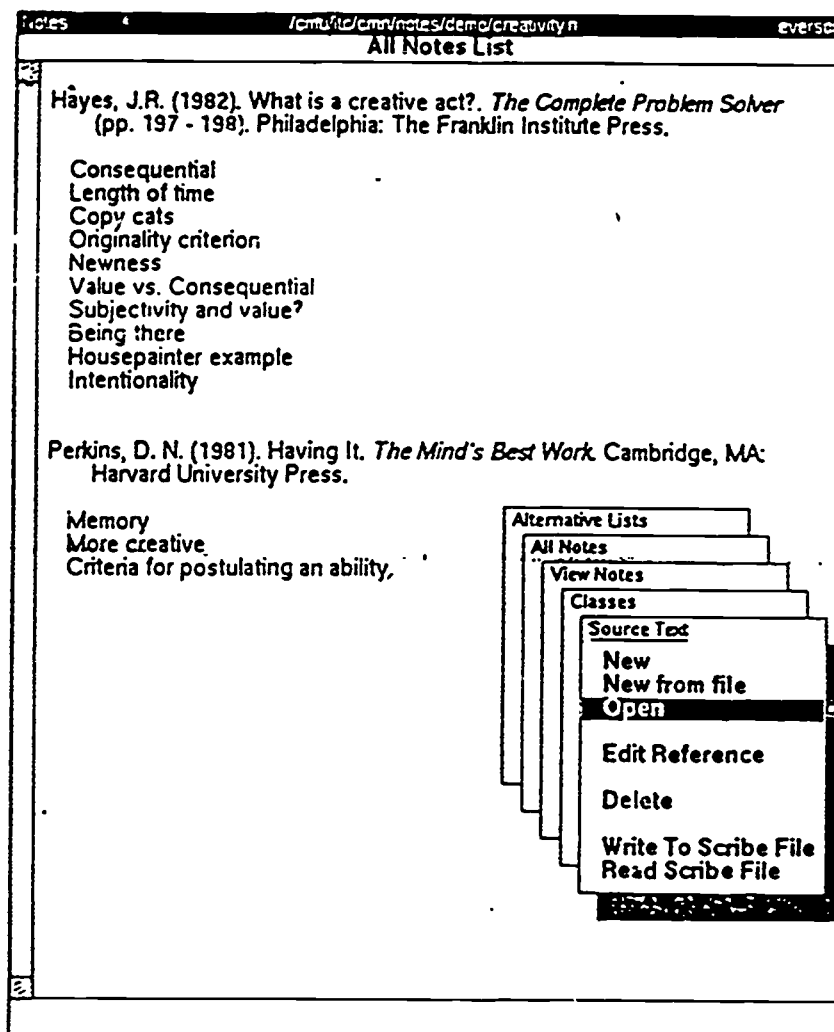 Notes
/cmu/itc/cmn/notes/demo/creativity.n
All Notes List
Hayes, J.R. (1982). What is a creative act?. The Complete Problem Solver
(pp. 197 - 198). Philadelphia: The Franklin Institute Press.
Consequential
Length of time
Copy cats
Originality criterion
Newness
Value vs. Consequential
Subjectivity and value?
Being there
Housepainter example
Intentionality
Perkins, D. N. (1981). Having It. The Mind's Best Work. Cambridge, MA:
Harvard University Press.
Memory
More creative
Criteria for postulating an ability,
Alternative Lists
All Notes
View Notes
Classes
Source Text
New
New from file
Open
Edit Reference
Delete
Write To Scribe File
Read Scribe File